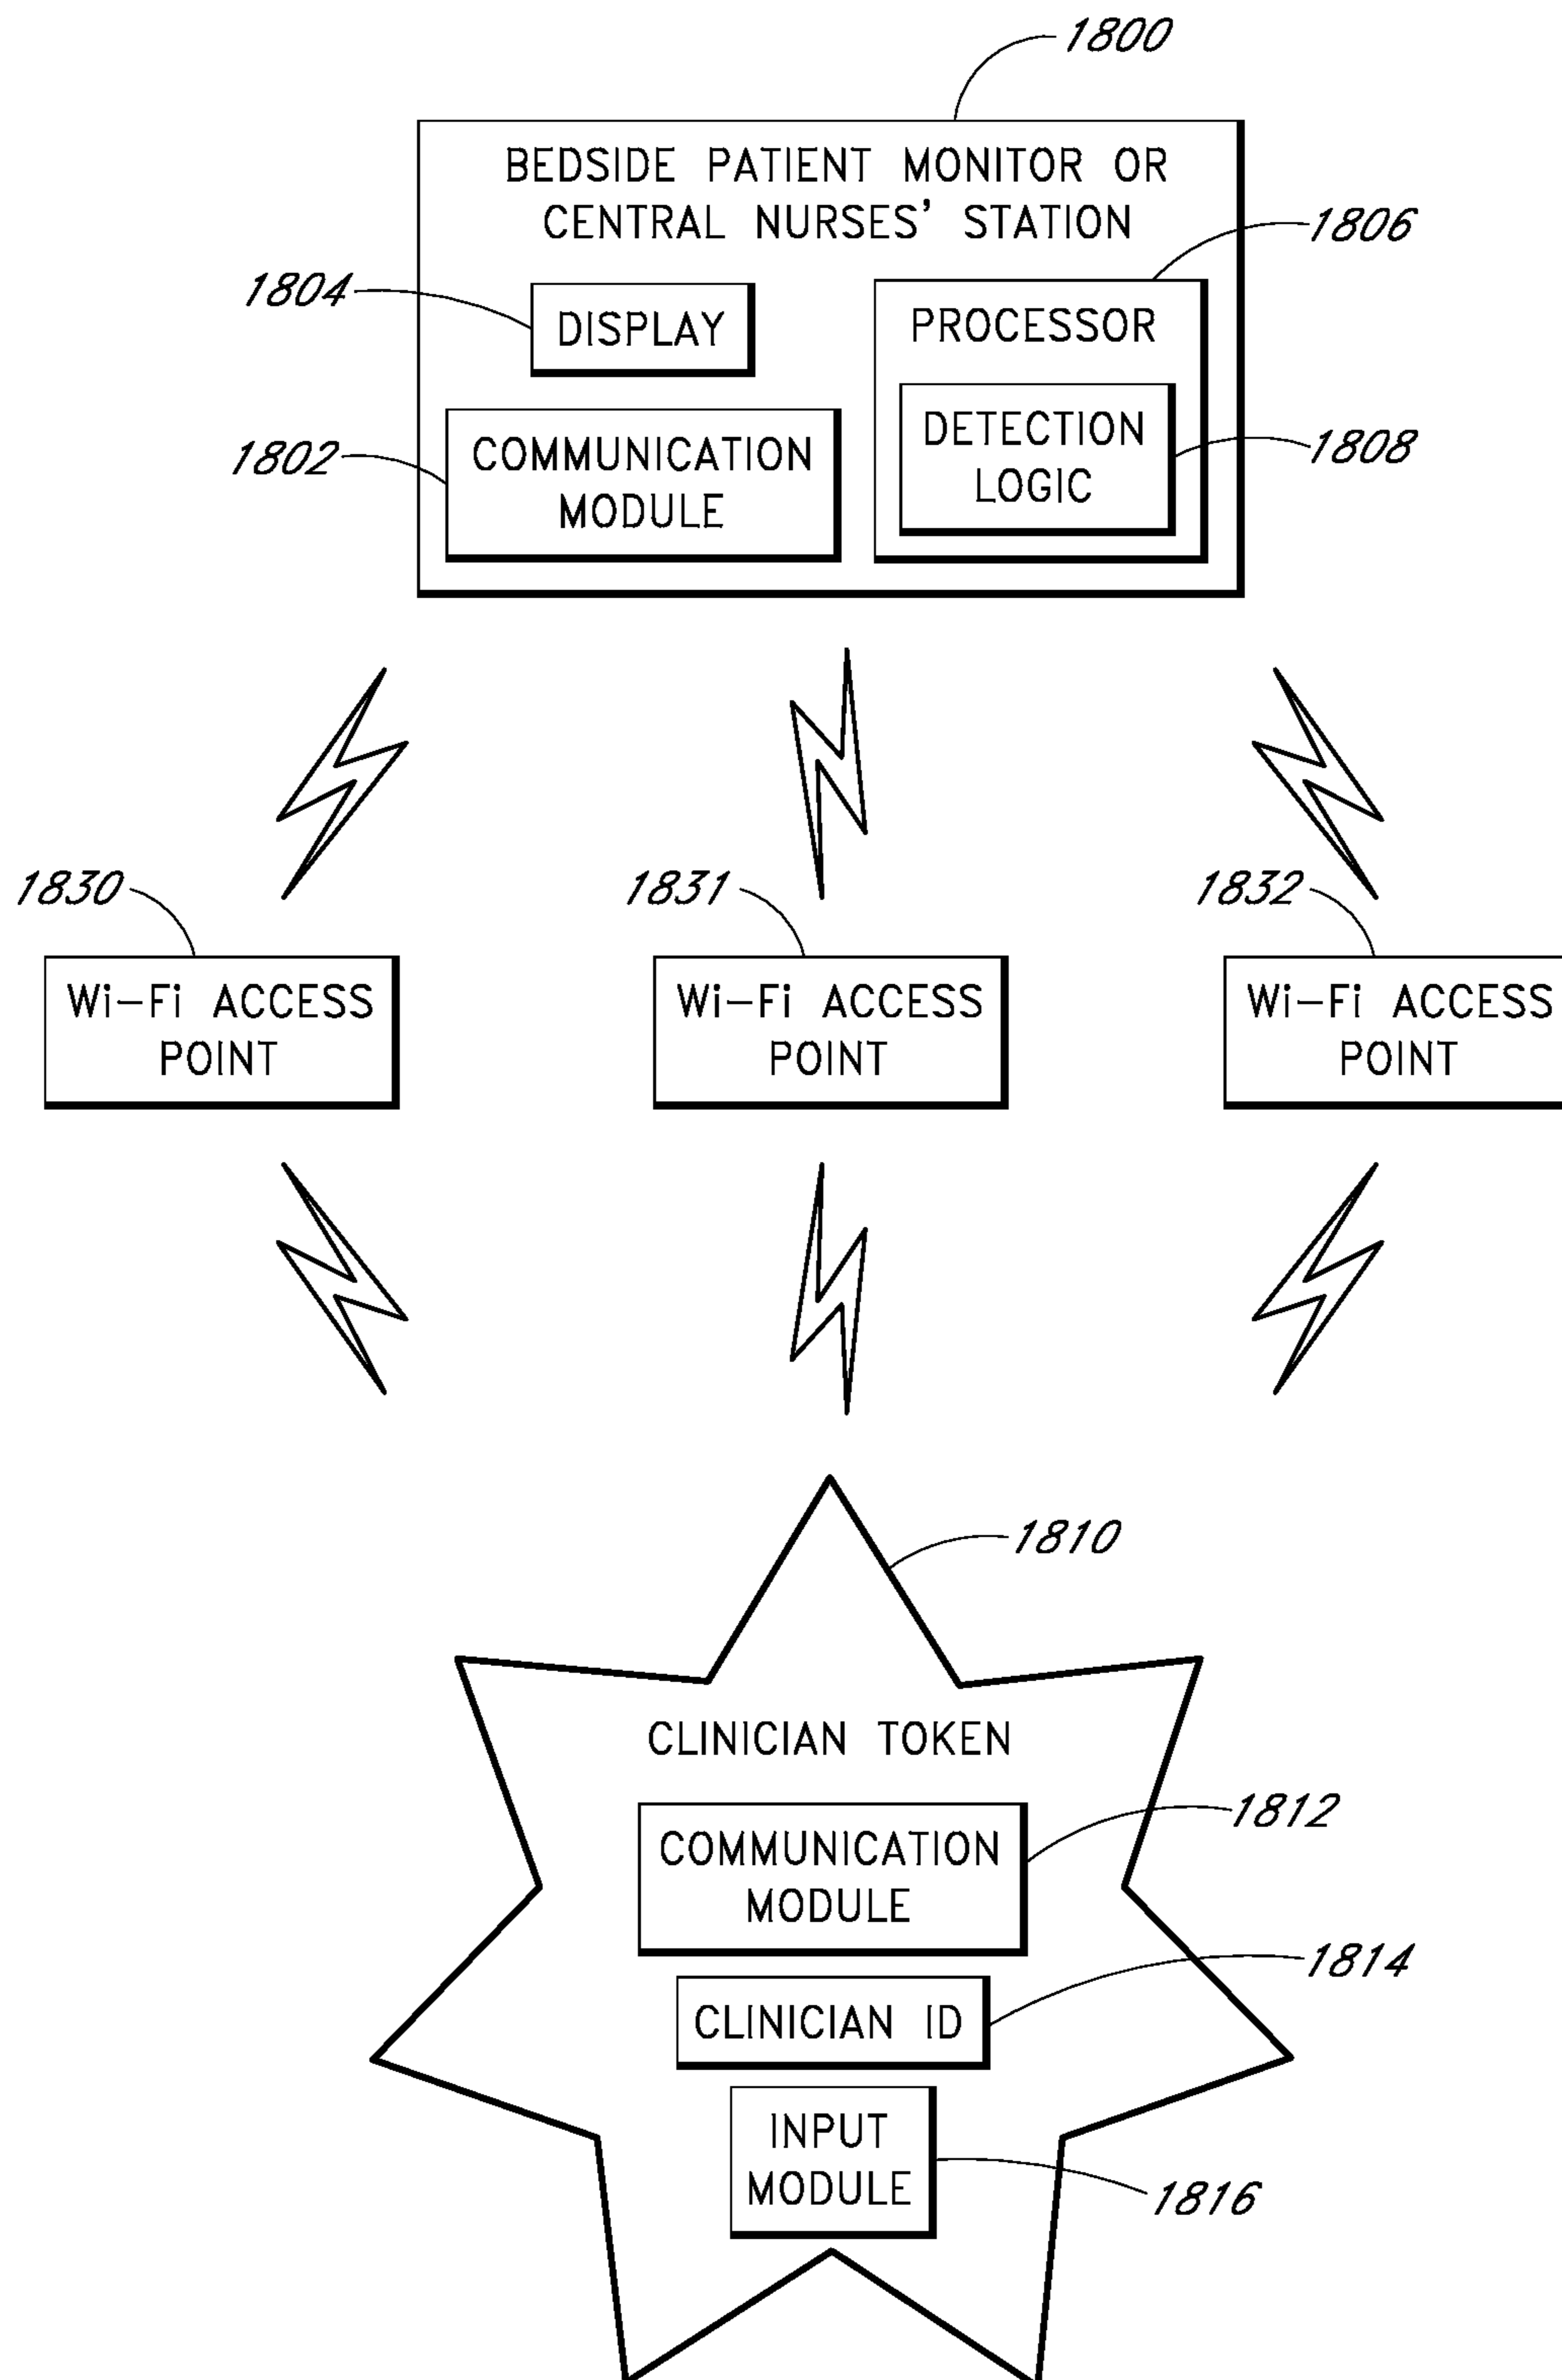 1800
BEDSIDE PATIENT MONITOR OR
CENTRAL NURSES' STATION
1806
1804
DISPLAY
PROCESSOR
1802
COMMUNICATION
MODULE
DETECTION
LOGIC
1808
1830
1831
1832
Wi-Fi ACCESS
POINT
Wi-Fi ACCESS
POINT
Wi-Fi ACCESS
POINT
1810
CLINICIAN TOKEN
1812
COMMUNICATION
MODULE
1814
CLINICIAN ID
INPUT
MODULE
1816